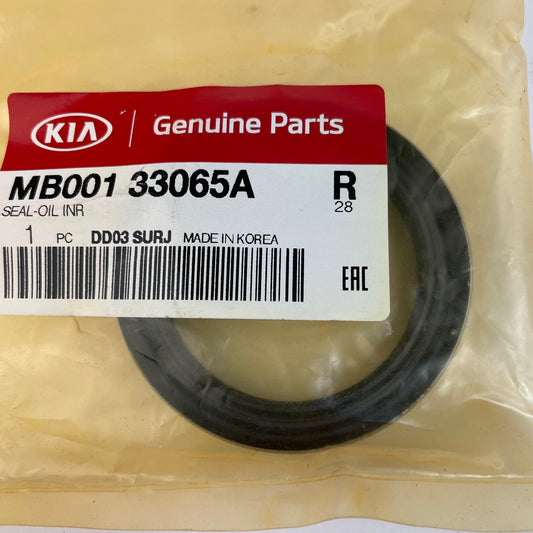 KIA Genuine Parts
MB001 33065A R
SEAL-OIL INR 28
1 PC DD03 SURJ MADE IN KOREA
EAC